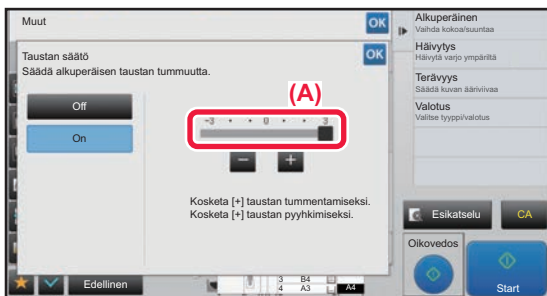 Muut
OK
Taustan säätö
OK
Säädä alkuperäisen taustan tummuutta.
Off
On
(A)
-3 • • 0 • • 3
− +
Kosketa [+] taustan tummentamiseksi.
Kosketa [+] taustan pyyhkimiseksi.
Edellinen
3 B4
4 A3
A4
Alkuperäinen
Vaihda kokoa/suuntaa
Häivytys
Häivytä varjo ympäriltä
Terävyys
Säädä kuvan ääriviivaa
Valotus
Valitse tyyppi/valotus
Esikatselu
CA
Oikovedos
Start